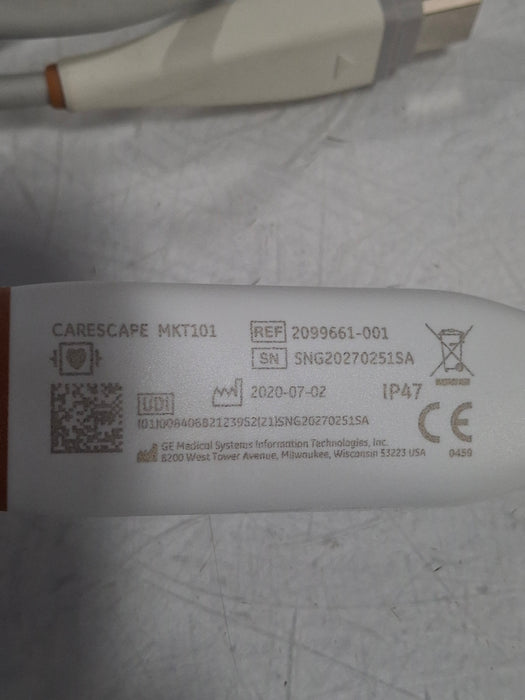 CARESCAPE MKT101
REF 2099661-001
SN SNG20270251SA
2020-07-02
IP47
UDI
(01)00840682123952(21)SNG20270251SA
CE
0459
GE Medical Systems Information Technologies, Inc.
8200 West Tower Avenue, Milwaukee, Wisconsin 53223 USA